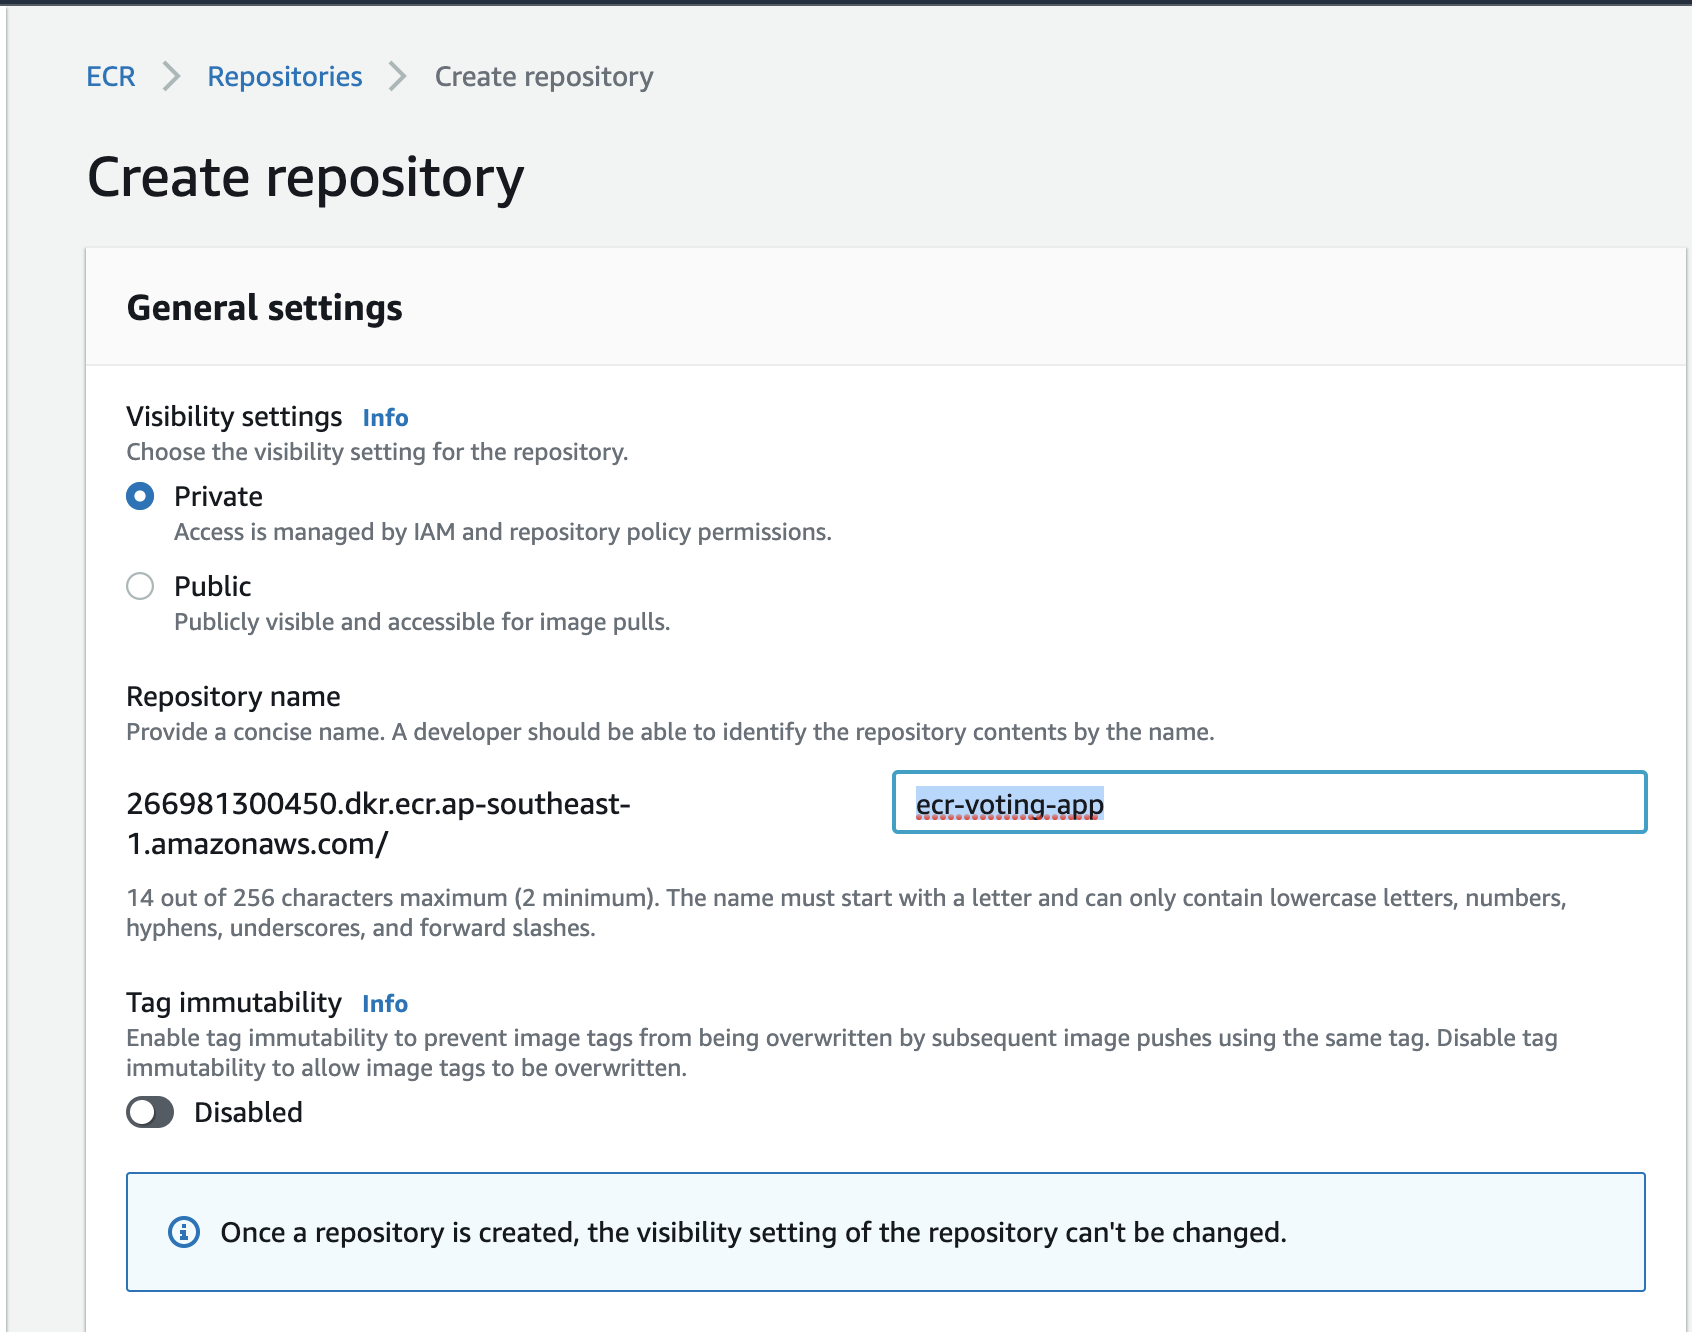 ECR > Repositories > Create repository
Create repository
General settings
Visibility settings Info
Choose the visibility setting for the repository.
Private
Access is managed by IAM and repository policy permissions.
Public
Publicly visible and accessible for image pulls.
Repository name
Provide a concise name. A developer should be able to identify the repository contents by the name.
266981300450.dkr.ecr.ap-southeast-
1.amazonaws.com/
ecr-voting-app
14 out of 256 characters maximum (2 minimum). The name must start with a letter and can only contain lowercase letters, numbers,
hyphens, underscores, and forward slashes.
Tag immutability Info
Enable tag immutability to prevent image tags from being overwritten by subsequent image pushes using the same tag. Disable tag
immutability to allow image tags to be overwritten.
Disabled
Once a repository is created, the visibility setting of the repository can't be changed.